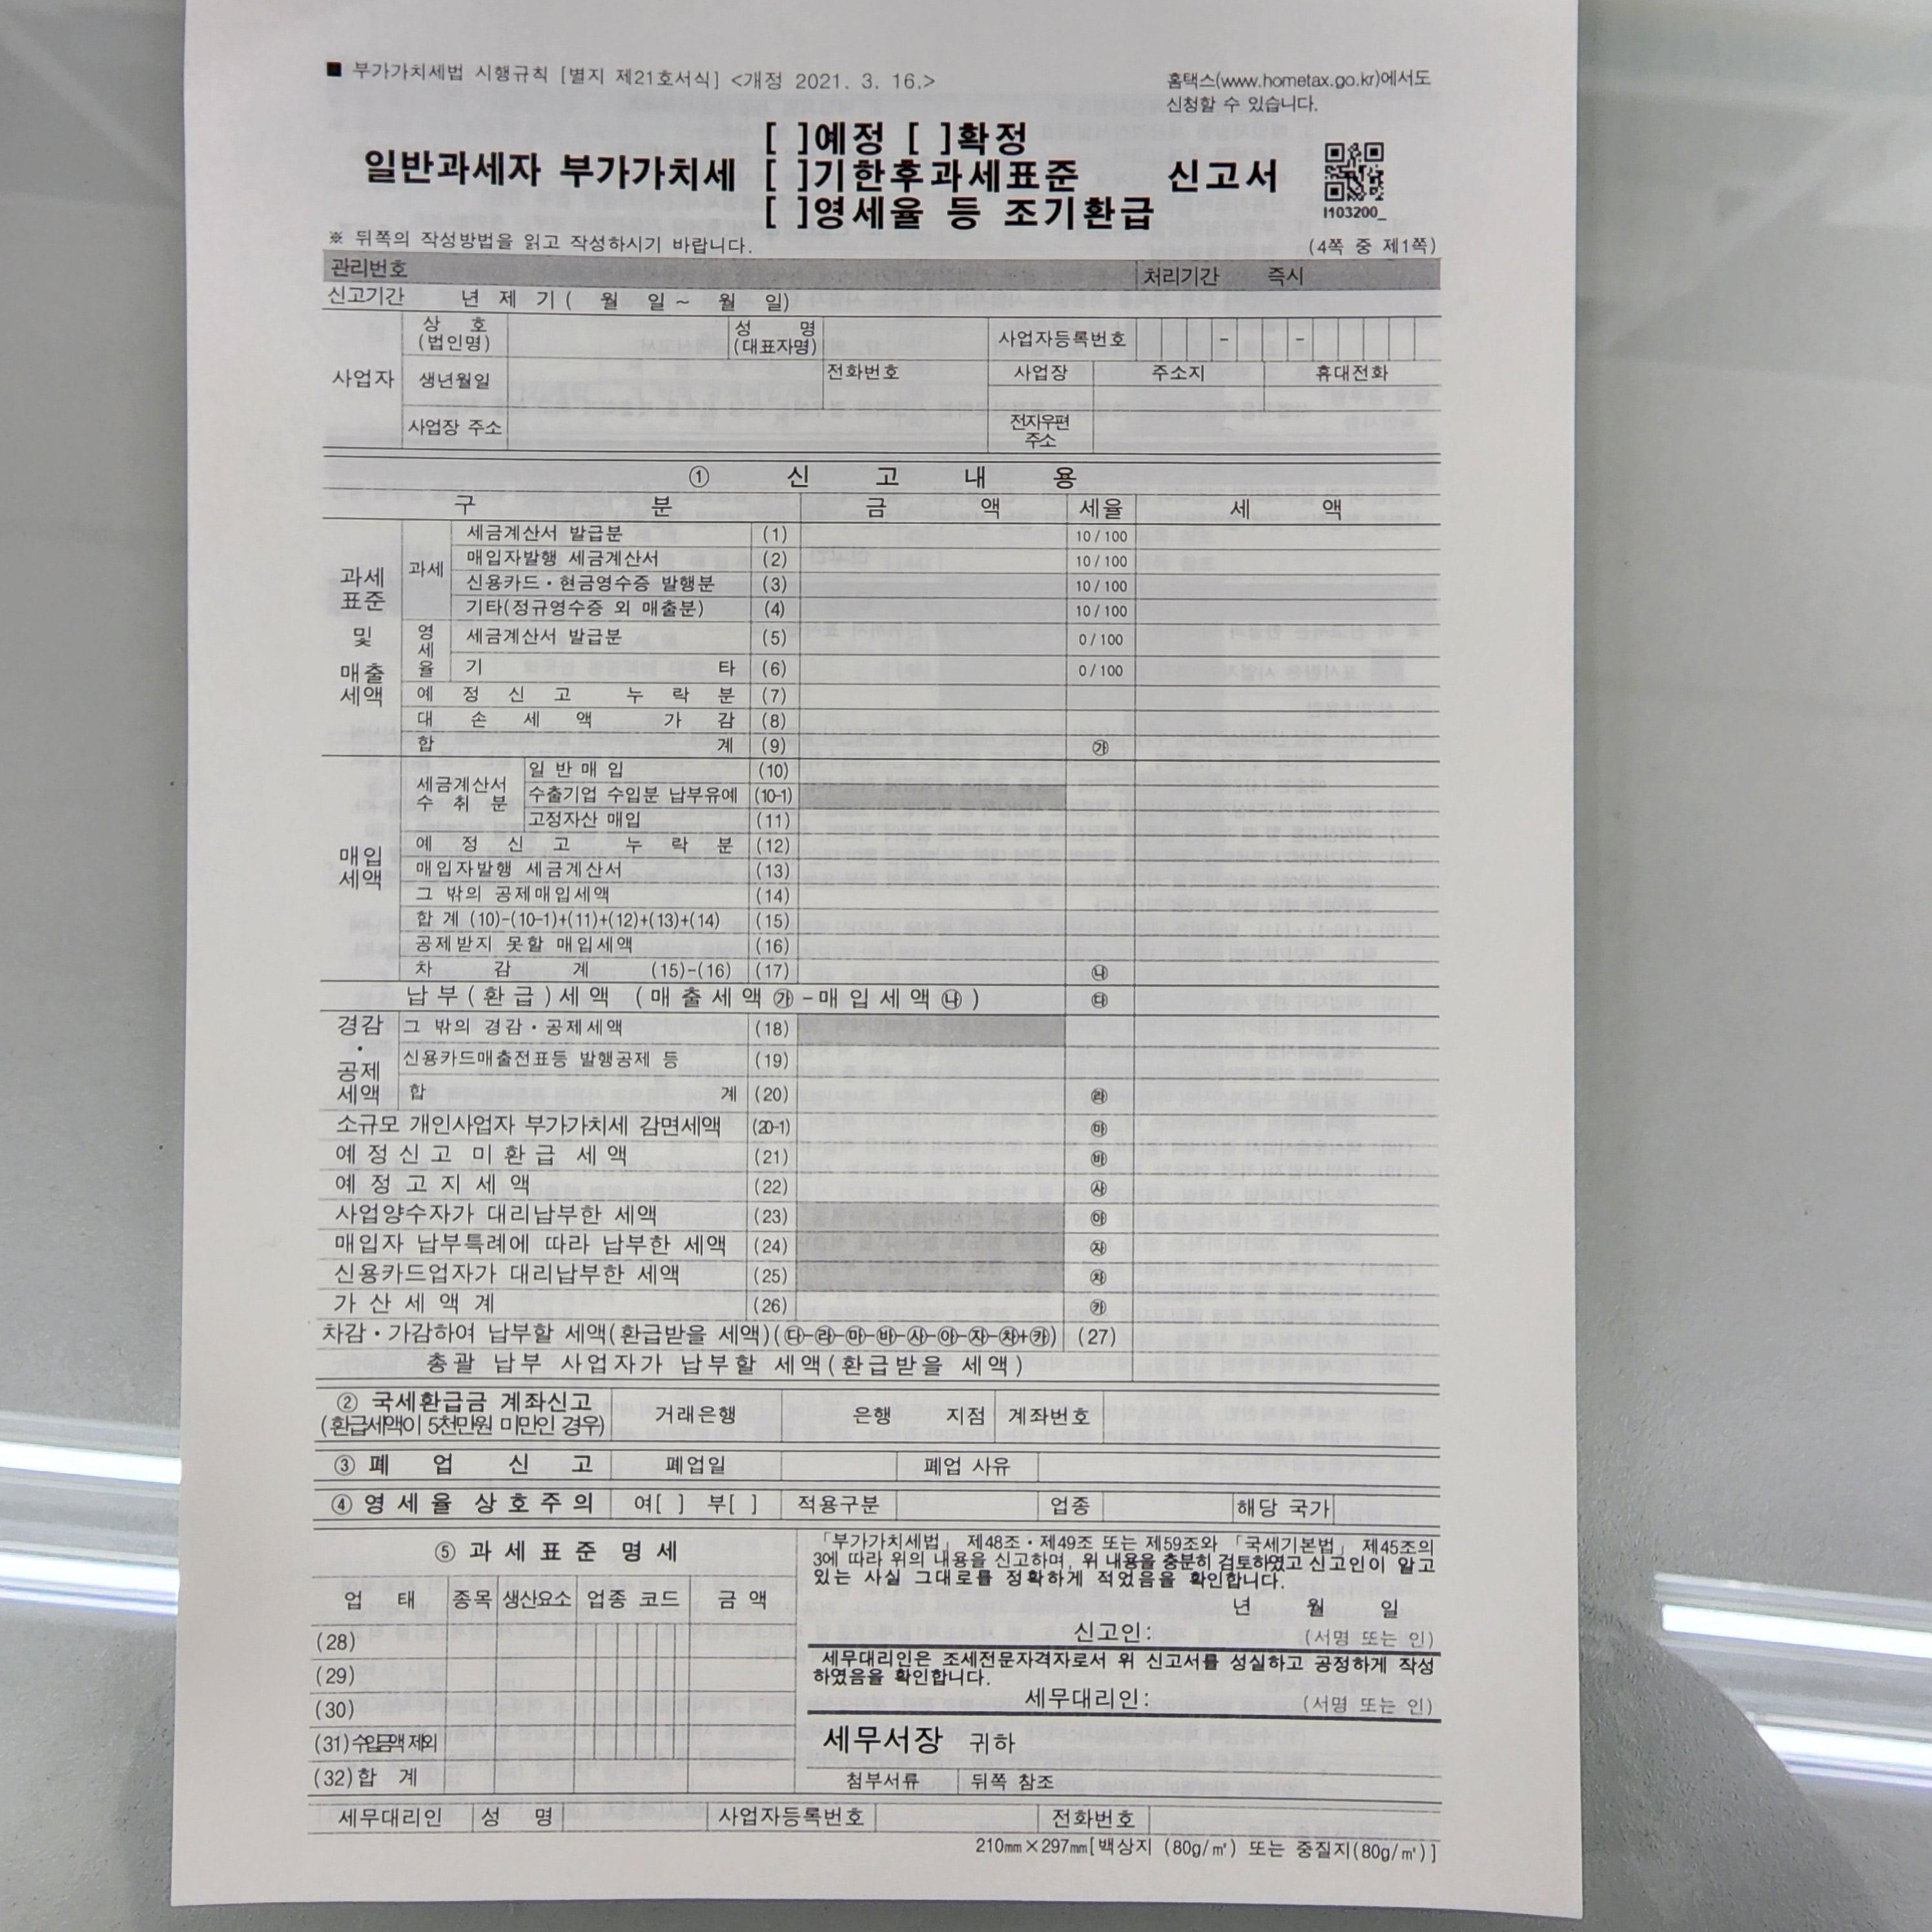 ■ 부가가치세법 시행규칙 [별지 제21호서식] <개정 2021. 3. 16.>
홈택스(www.hometax.go.kr)에서도
신청할 수 있습니다.
일반과세자 부가가치세
[ ]예정 [ ]확정
[ ]기한후과세표준
[ ]영세율 등 조기환급
신고서
I103200_
※ 뒤쪽의 작성방법을 읽고 작성하시기 바랍니다.
(4쪽 중 제1쪽)
관리번호 처리기간 즉시
신고기간 년 제 기 ( 월 일 ~ 월 일)
사업자
상 호
(법인명)
성 명
(대표자명)
사업자등록번호 - -
생년월일 전화번호 사업장 주소지 휴대전화
사업장 주소 전자우편
주소
① 신 고 내 용
구 분 금 액 세율 세 액
과세
표준
및
매출
세액
과세
세금계산서 발급분 (1) 10 / 100
매입자발행 세금계산서 (2) 10 / 100
신용카드ㆍ현금영수증 발행분 (3) 10 / 100
기타(정규영수증 외 매출분) (4) 10 / 100
영
세
율
세금계산서 발급분 (5) 0 / 100
기 타 (6) 0 / 100
예 정 신 고 누 락 분 (7)
대 손 세 액 가 감 (8)
합 계 (9) ㉮
매입
세액
세금계산서
수 취 분
일 반 매 입 (10)
수출기업 수입분 납부유예 (10-1)
고정자산 매입 (11)
예 정 신 고 누 락 분 (12)
매입자발행 세금계산서 (13)
그 밖의 공제매입세액 (14)
합 계 (10)-(10-1)+(11)+(12)+(13)+(14) (15)
공제받지 못할 매입세액 (16)
차 감 계 (15)-(16) (17) ㉯
납 부 ( 환 급 ) 세 액 ( 매 출 세 액 ㉮ - 매 입 세 액 ㉯ ) ㉰
경감
ㆍ
공제
세액
그 밖의 경감ㆍ공제세액 (18)
신용카드매출전표등 발행공제 등 (19)
합 계 (20) ㉱
소규모 개인사업자 부가가치세 감면세액 (20-1) ㉲
예 정 신 고 미 환 급 세 액 (21) ㉳
예 정 고 지 세 액 (22) ㉴
사업양수자가 대리납부한 세액 (23) ㉵
매입자 납부특례에 따라 납부한 세액 (24) ㉶
신용카드업자가 대리납부한 세액 (25) ㉷
가 산 세 액 계 (26) ㉸
차감ㆍ가감하여 납부할 세액(환급받을 세액)(㉰-㉱-㉲-㉳-㉴-㉵-㉶-㉷+㉸) (27)
총괄 납부 사업자가 납부할 세액(환급받을 세액)
② 국세환급금 계좌신고
(환급세액이 5천만원 미만인 경우)
거래은행 은행 지점 계좌번호
③ 폐 업 신 고 폐업일 폐업 사유
④ 영 세 율 상 호 주 의 여[ ] 부[ ] 적용구분 업종 해당 국가
⑤ 과 세 표 준 명 세
업 태 종목 생산요소 업종 코드 금 액
(28)
(29)
(30)
(31)수입금액 제외
(32)합 계
「부가가치세법」 제48조ㆍ제49조 또는 제59조와 「국세기본법」 제45조의
3에 따라 위의 내용을 신고하며, 위 내용을 충분히 검토하였고 신고인이 알고
있는 사실 그대로를 정확하게 적었음을 확인합니다.
년 월 일
신고인: (서명 또는 인)
세무대리인은 조세전문자격자로서 위 신고서를 성실하고 공정하게 작성
하였음을 확인합니다.
세무대리인: (서명 또는 인)
세무서장 귀하
첨부서류 뒤쪽 참조
세무대리인 성 명 사업자등록번호 전화번호
210㎜×297㎜[백상지 (80g/㎡) 또는 중질지(80g/㎡)]